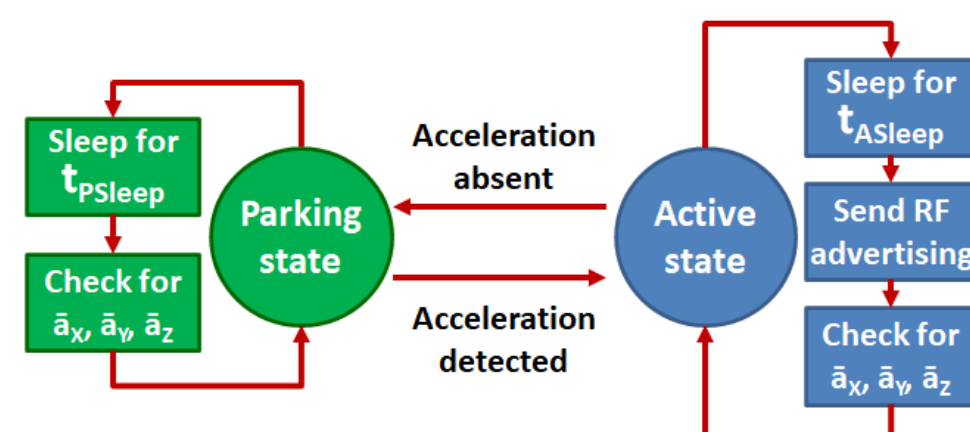 Sleep for
tPSleep
Check for
āX, āY, āZ
Parking
state
Acceleration
absent
Acceleration
detected
Active
state
Sleep for
tASleep
Send RF
advertising
Check for
āX, āY, āZ